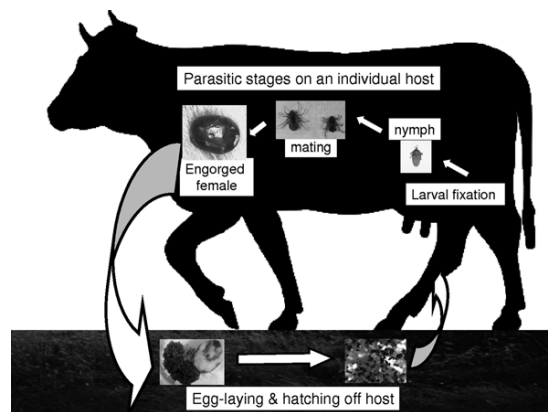 Parasitic stages on an individual host
nymph
mating
Engorged
female
Larval fixation
Egg-laying & hatching off host